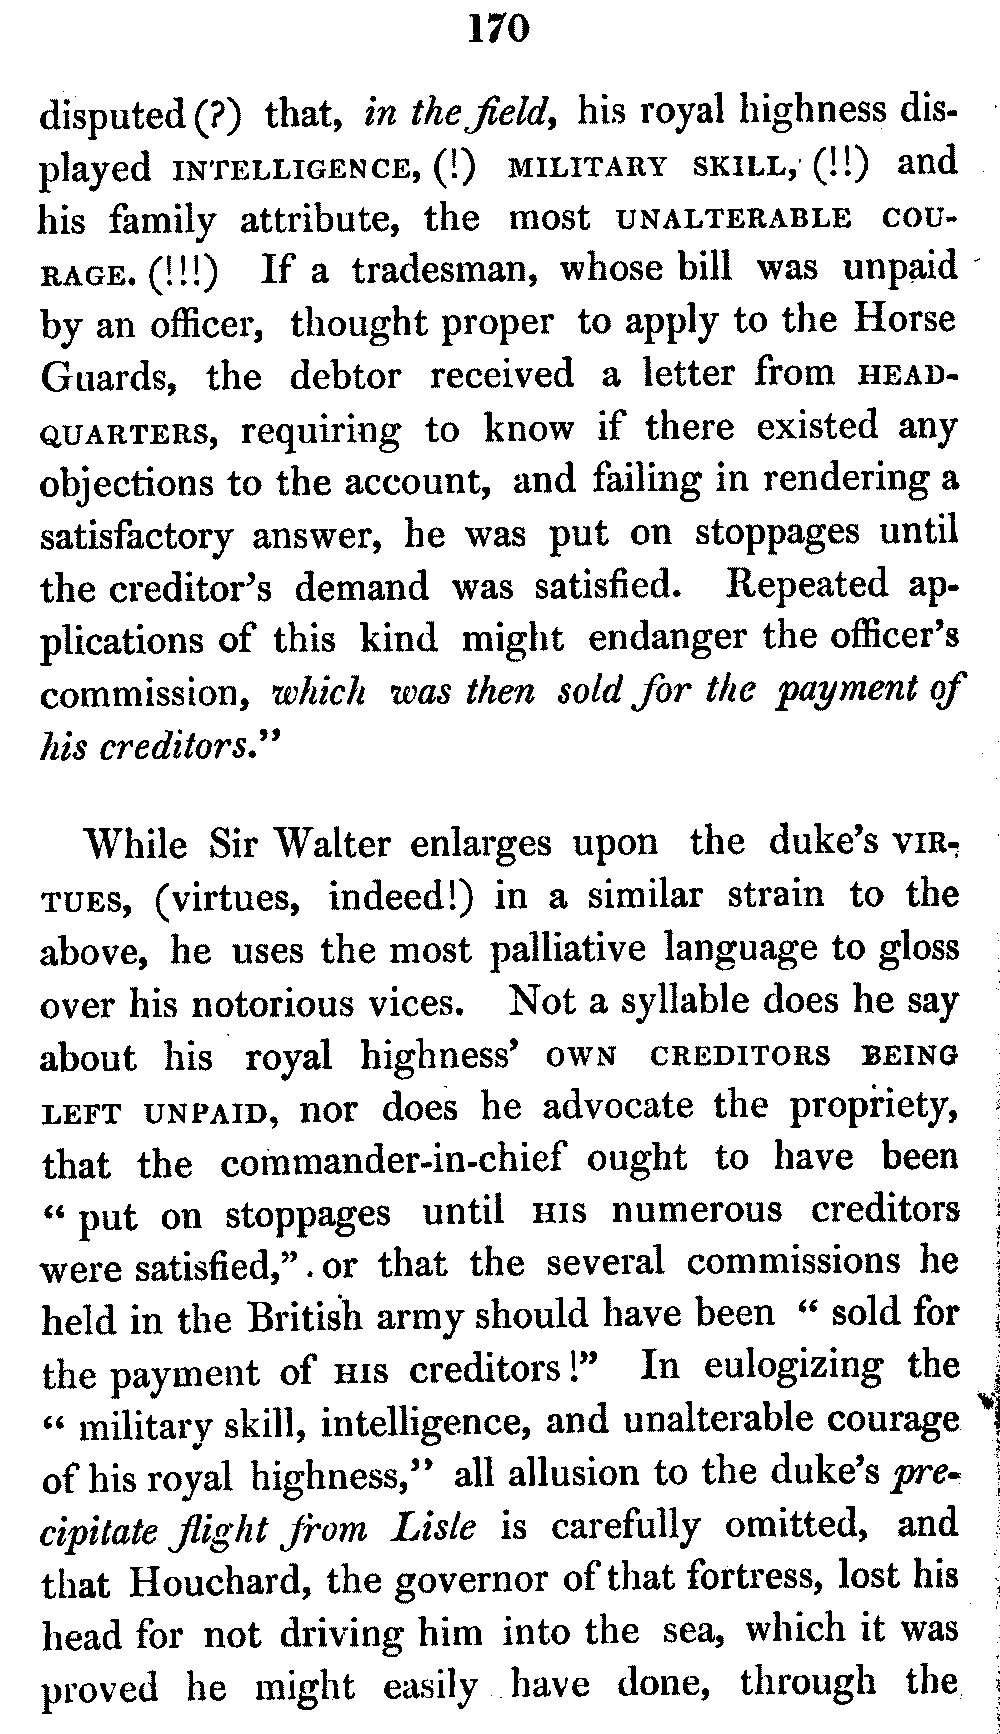 170
disputed (?) that, in the field, his royal highness dis-
played INTELLIGENCE, (!) MILITARY SKILL, (!!) and
his family attribute, the most UNALTERABLE COU-
RAGE. (!!!) If a tradesman, whose bill was unpaid
by an officer, thought proper to apply to the Horse
Guards, the debtor received a letter from HEAD-
QUARTERS, requiring to know if there existed any
objections to the account, and failing in rendering a
satisfactory answer, he was put on stoppages until
the creditor's demand was satisfied. Repeated ap-
plications of this kind might endanger the officer's
commission, which was then sold for the payment of
his creditors."
While Sir Walter enlarges upon the duke's VIR-
TUES, (virtues, indeed!) in a similar strain to the
above, he uses the most palliative language to gloss
over his notorious vices. Not a syllable does he say
about his royal highness' OWN CREDITORS BEING
LEFT UNPAID, nor does he advocate the propriety,
that the commander-in-chief ought to have been
" put on stoppages until HIS numerous creditors
were satisfied," or that the several commissions he
held in the British army should have been " sold for
the payment of HIS creditors!" In eulogizing the
" military skill, intelligence, and unalterable courage
of his royal highness," all allusion to the duke's pre-
cipitate flight from Lisle is carefully omitted, and
that Houchard, the governor of that fortress, lost his
head for not driving him into the sea, which it was
proved he might easily have done, through the